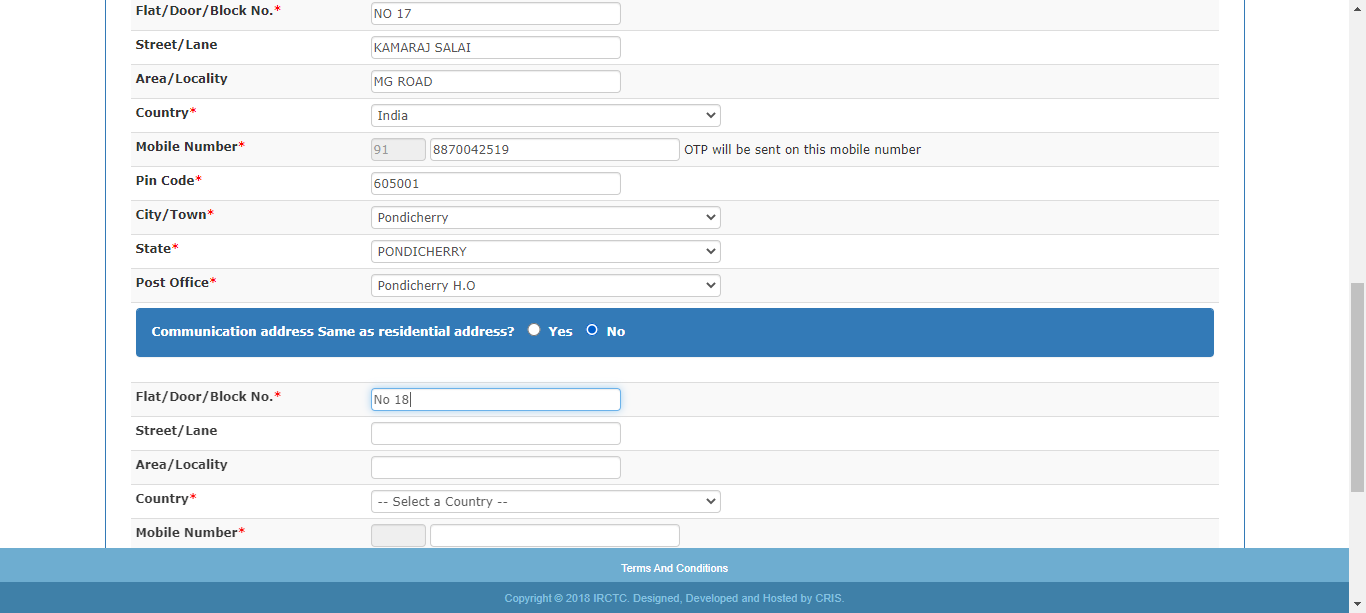 Flat/Door/Block No.* NO 17
Street/Lane KAMARAJ SALAI
Area/Locality MG ROAD
Country* India
Mobile Number* 91 8870042519 OTP will be sent on this mobile number
Pin Code* 605001
City/Town* Pondicherry
State* PONDICHERRY
Post Office* Pondicherry H.O
Communication address Same as residential address? Yes No
Flat/Door/Block No.* No 18
Street/Lane
Area/Locality
Country* -- Select a Country --
Mobile Number*
Terms And Conditions
Copyright © 2018 IRCTC. Designed, Developed and Hosted by CRIS.